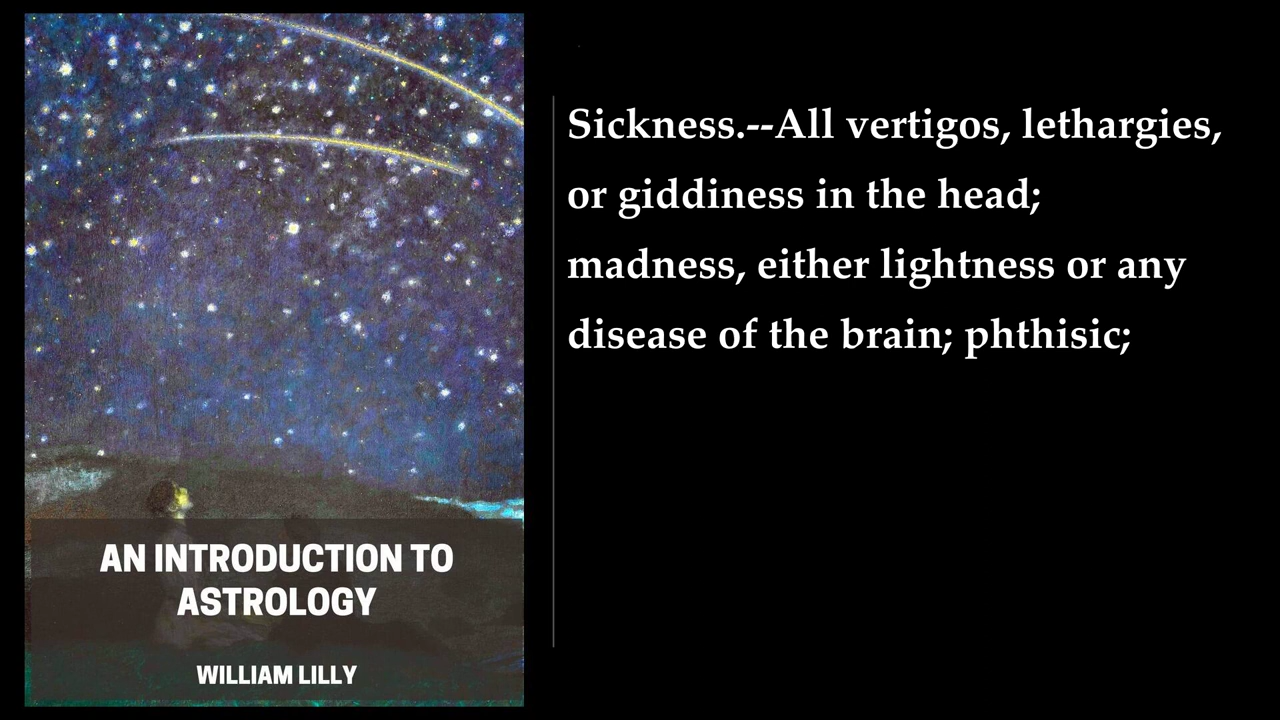 Sickness.--All vertigos, lethargies,
or giddiness in the head;
madness, either lightness or any
disease of the brain; phthisic;
AN INTRODUCTION TO
ASTROLOGY
WILLIAM LILLY